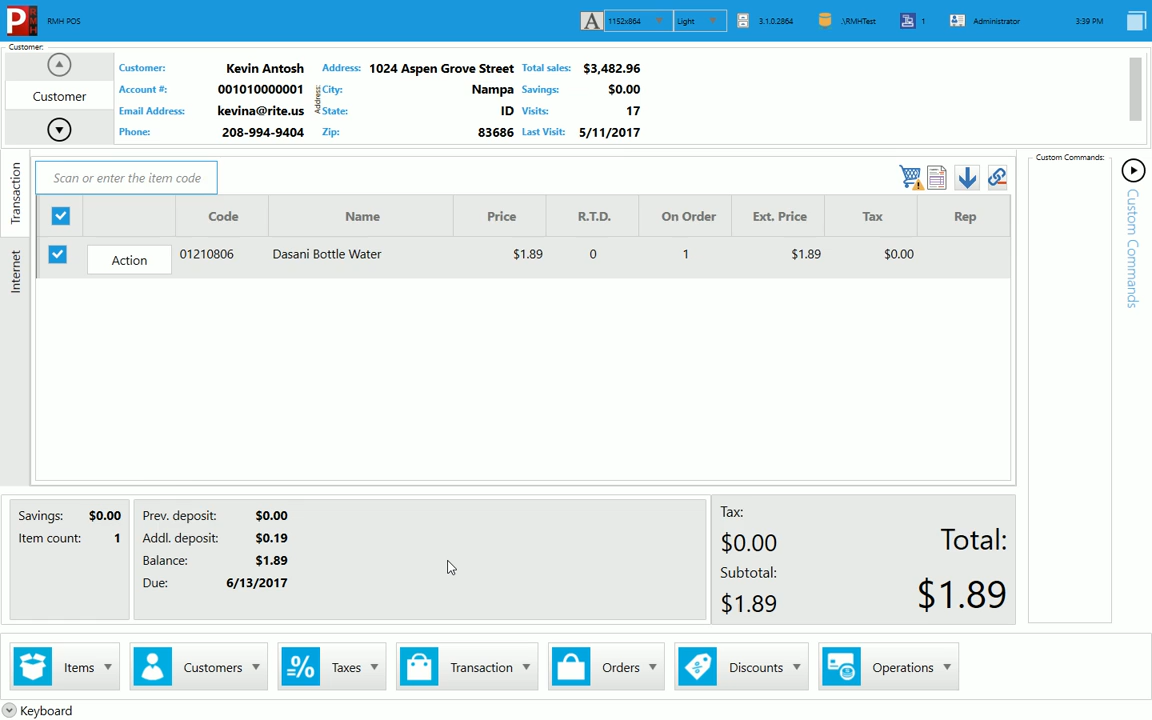 RMH POS
A 1152x864 Light 3.1.0.2864 .\RMHTest 1 Administrator 3:39 PM
Customer:
Customer
Customer: Kevin Antosh Address: 1024 Aspen Grove Street Total sales: $3,482.96
Account #: 001010000001 City: Nampa Savings: $0.00
Email Address: kevina@rite.us State: ID Visits: 17
Phone: 208-994-9404 Zip: 83686 Last Visit: 5/11/2017
Address:
Transaction
Internet
Scan or enter the item code
Code Name Price R.T.D. On Order Ext. Price Tax Rep
Action 01210806 Dasani Bottle Water $1.89 0 1 $1.89 $0.00
Custom Commands:
Custom Commands
Savings: $0.00
Item count: 1
Prev. deposit: $0.00
Addl. deposit: $0.19
Balance: $1.89
Due: 6/13/2017
Tax:
$0.00
Subtotal:
$1.89
Total:
$1.89
Items Customers Taxes Transaction Orders Discounts Operations
Keyboard